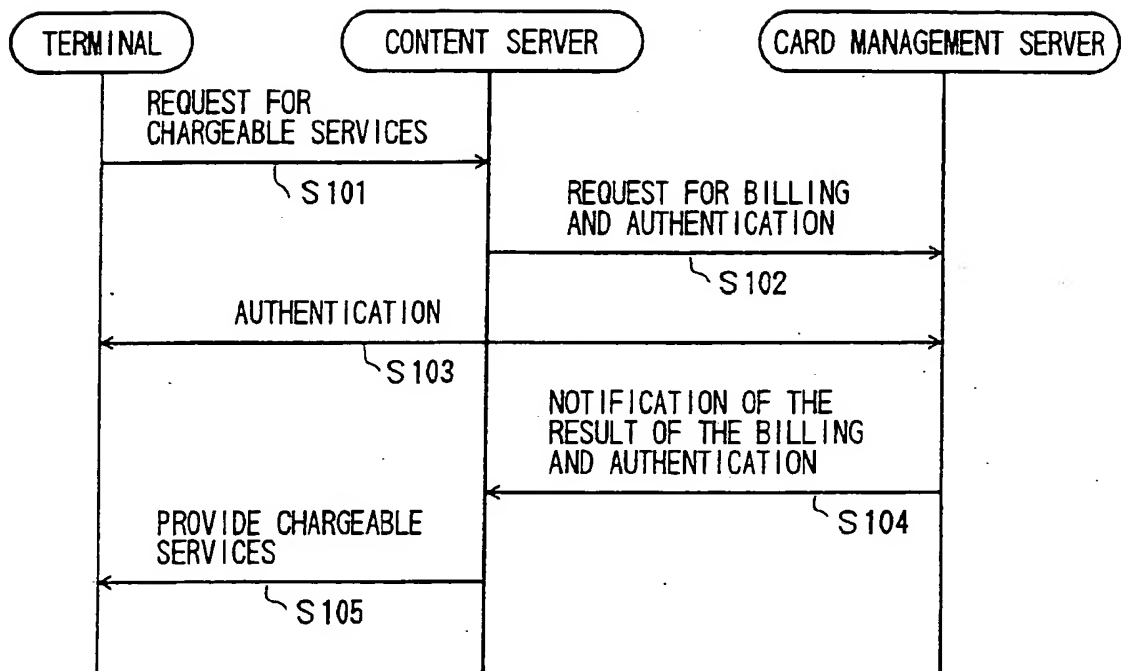 TERMINAL
CONTENT SERVER
CARD MANAGEMENT SERVER
REQUEST FOR
CHARGEABLE SERVICES
S101
REQUEST FOR BILLING
AND AUTHENTICATION
S102
AUTHENTICATION
S103
NOTIFICATION OF THE
RESULT OF THE BILLING
AND AUTHENTICATION
S104
PROVIDE CHARGEABLE
SERVICES
S105